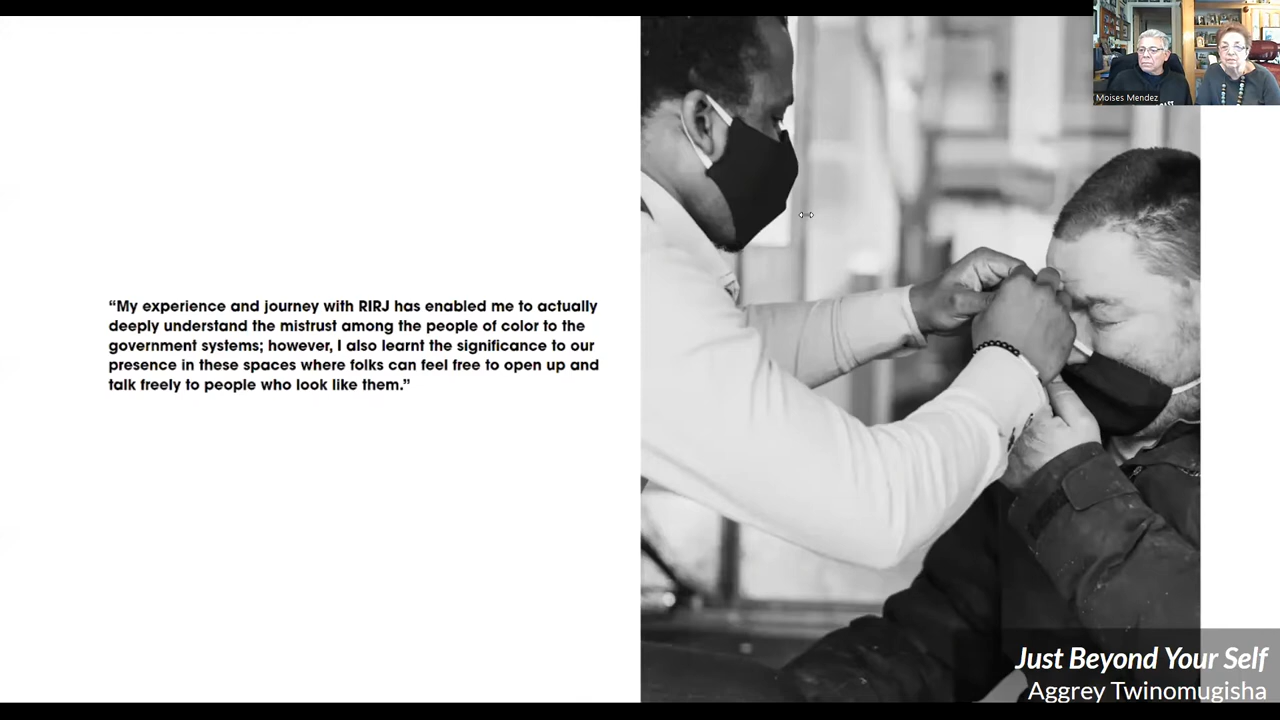 Moises Mendez
“My experience and journey with RIRJ has enabled me to actually
deeply understand the mistrust among the people of color to the
government systems; however, I also learnt the significance to our
presence in these spaces where folks can feel free to open up and
talk freely to people who look like them.”
Just Beyond Your Self
Aggrey Twinomugisha